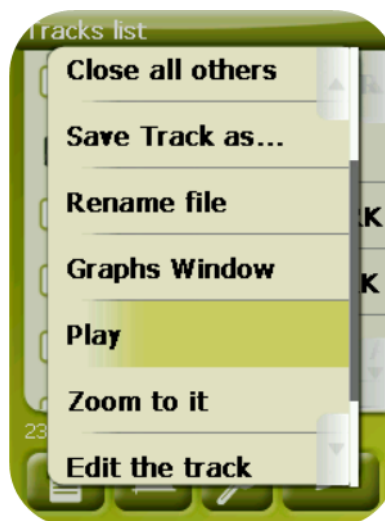 Tracks list
Close all others
Save Track as...
Rename file
Graphs Window
Play
Zoom to it
Edit the track